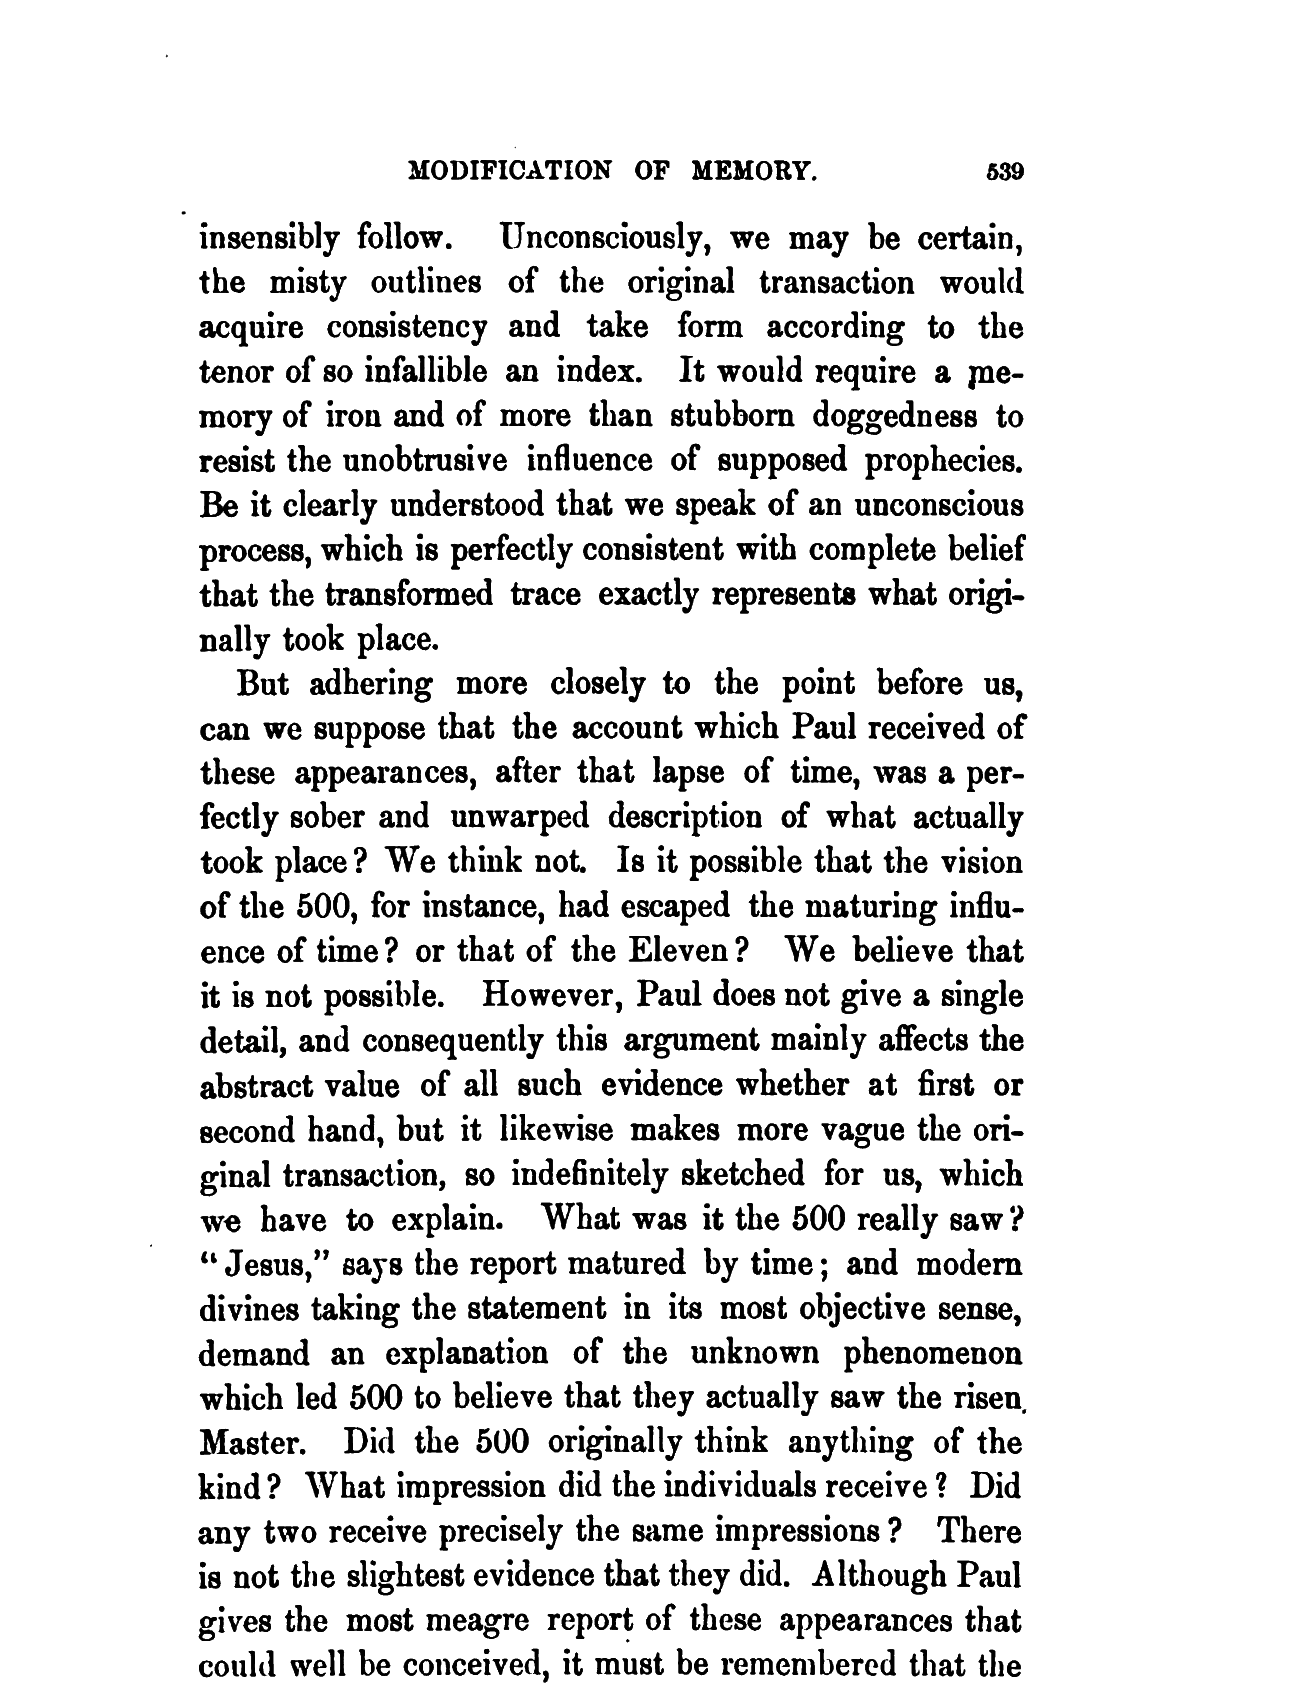 MODIFICATION OF MEMORY. 539
insensibly follow. Unconsciously, we may be certain,
the misty outlines of the original transaction would
acquire consistency and take form according to the
tenor of so infallible an index. It would require a me-
mory of iron and of more than stubborn doggedness to
resist the unobtrusive influence of supposed prophecies.
Be it clearly understood that we speak of an unconscious
process, which is perfectly consistent with complete belief
that the transformed trace exactly represents what origi-
nally took place.
But adhering more closely to the point before us,
can we suppose that the account which Paul received of
these appearances, after that lapse of time, was a per-
fectly sober and unwarped description of what actually
took place? We think not. Is it possible that the vision
of the 500, for instance, had escaped the maturing influ-
ence of time? or that of the Eleven? We believe that
it is not possible. However, Paul does not give a single
detail, and consequently this argument mainly affects the
abstract value of all such evidence whether at first or
second hand, but it likewise makes more vague the ori-
ginal transaction, so indefinitely sketched for us, which
we have to explain. What was it the 500 really saw?
“Jesus,” says the report matured by time; and modern
divines taking the statement in its most objective sense,
demand an explanation of the unknown phenomenon
which led 500 to believe that they actually saw the risen
Master. Did the 500 originally think anything of the
kind? What impression did the individuals receive? Did
any two receive precisely the same impressions? There
is not the slightest evidence that they did. Although Paul
gives the most meagre report of these appearances that
could well be conceived, it must be remembered that the